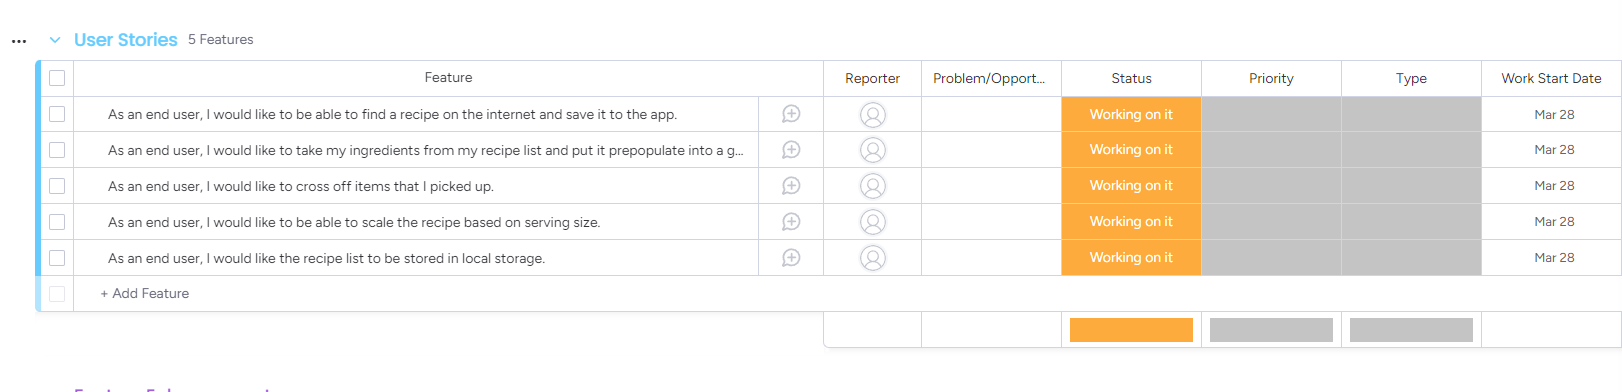 User Stories 5 Features
Feature Reporter Problem/Opport... Status Priority Type Work Start Date
As an end user, I would like to be able to find a recipe on the internet and save it to the app. Working on it Mar 28
As an end user, I would like to take my ingredients from my recipe list and put it prepopulate into a g... Working on it Mar 28
As an end user, I would like to cross off items that I picked up. Working on it Mar 28
As an end user, I would like to be able to scale the recipe based on serving size. Working on it Mar 28
As an end user, I would like the recipe list to be stored in local storage. Working on it Mar 28
+ Add Feature